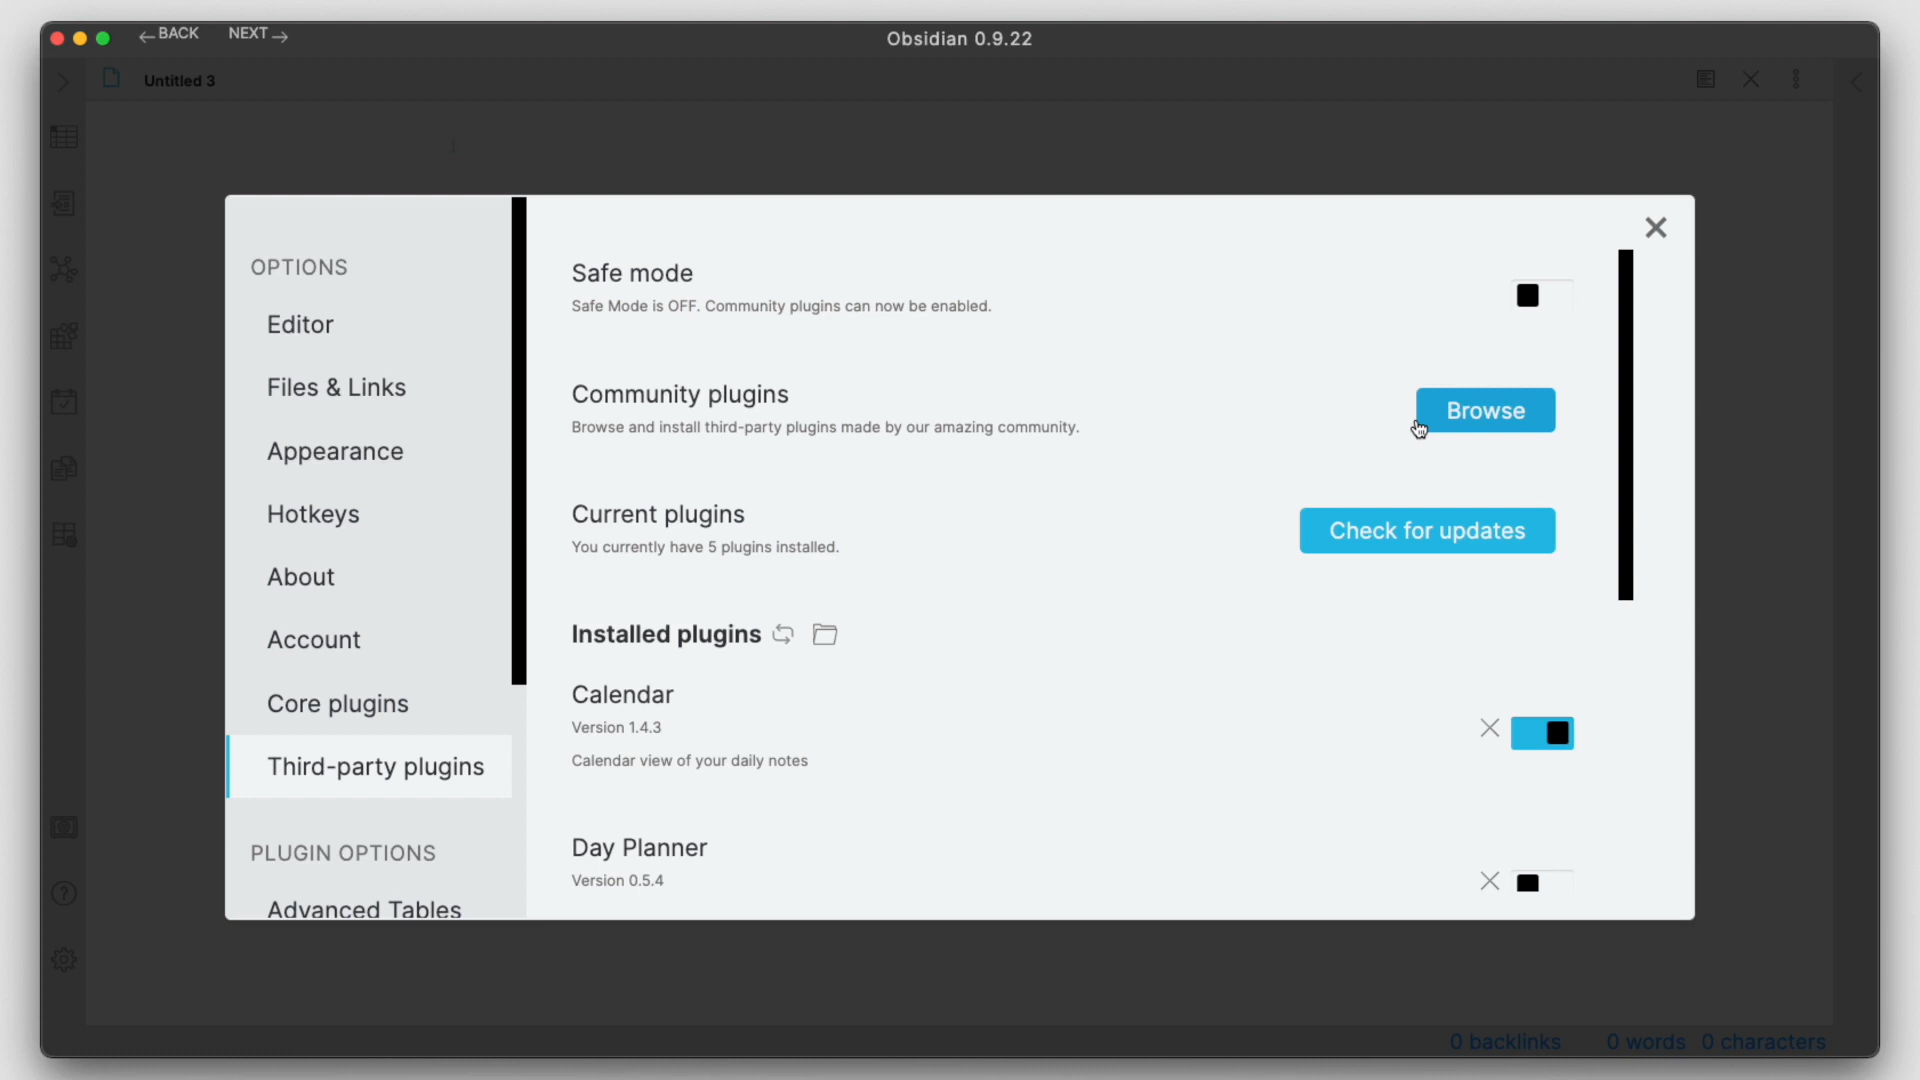 BACK NEXT
Obsidian 0.9.22
Untitled 3
1
OPTIONS
Editor
Files & Links
Appearance
Hotkeys
About
Account
Core plugins
Third-party plugins
PLUGIN OPTIONS
Advanced Tables
Safe mode
Safe Mode is OFF. Community plugins can now be enabled.
Community plugins
Browse and install third-party plugins made by our amazing community.
Browse
Current plugins
You currently have 5 plugins installed.
Check for updates
Installed plugins
Calendar
Version 1.4.3
Calendar view of your daily notes
Day Planner
Version 0.5.4
0 backlinks 0 words 0 characters